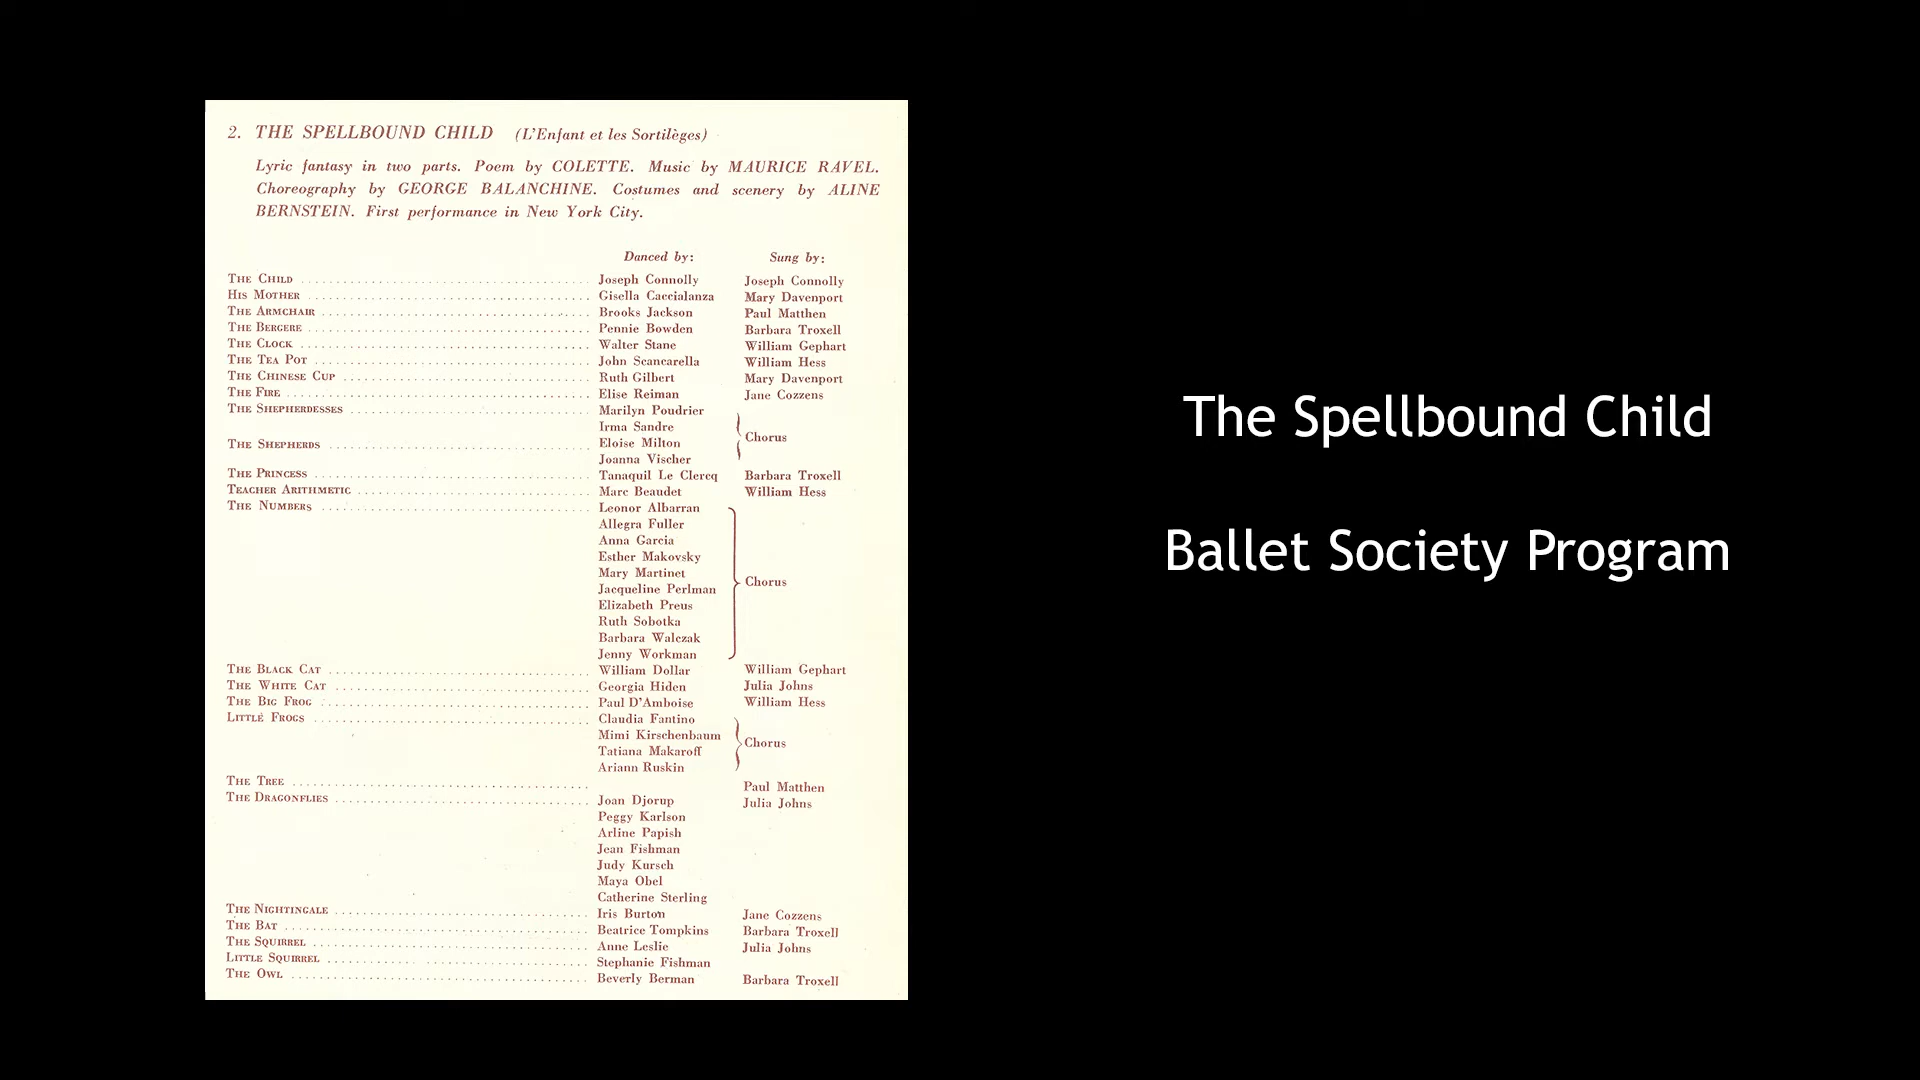 2. THE SPELLBOUND CHILD (L'Enfant et les Sortilèges)
Lyric fantasy in two parts. Poem by COLETTE. Music by MAURICE RAVEL.
Choreography by GEORGE BALANCHINE. Costumes and scenery by ALINE
BERNSTEIN. First performance in New York City.
Danced by: Sung by:
THE CHILD Joseph Connolly Joseph Connolly
HIS MOTHER Gisella Caccialanza Mary Davenport
THE ARMCHAIR Brooks Jackson Paul Matthen
THE BERGERE Pennie Bowden Barbara Troxell
THE CLOCK Walter Stane William Gephart
THE TEA POT John Scancarella William Hess
THE CHINESE CUP Ruth Gilbert Mary Davenport
THE FIRE Elise Reiman Jane Cozzens
THE SHEPHERDESSES Marilyn Poudrier
Irma Sandre
Chorus
THE SHEPHERDS Eloise Milton
Joanna Vischer
THE PRINCESS Tanaquil Le Clercq Barbara Troxell
TEACHER ARITHMETIC Marc Beaudet William Hess
THE NUMBERS Leonor Albarran
Allegra Fuller
Anna Garcia
Esther Makovsky
Mary Martinet
Chorus
Jacqueline Perlman
Elizabeth Preus
Ruth Sobotka
Barbara Walczak
Jenny Workman
THE BLACK CAT William Dollar William Gephart
THE WHITE CAT Georgia Hiden Julia Johns
THE BIG FROG Paul D'Amboise William Hess
LITTLE FROGS Claudia Fantino
Mimi Kirschenbaum
Chorus
Tatiana Makaroff
Ariann Ruskin
THE TREE Paul Matthen
THE DRAGONFLIES Joan Djorup Julia Johns
Peggy Karlson
Arline Papish
Jean Fishman
Judy Kursch
Maya Obel
Catherine Sterling
THE NIGHTINGALE Iris Burton Jane Cozzens
THE BAT Beatrice Tompkins Barbara Troxell
THE SQUIRREL Anne Leslie Julia Johns
LITTLE SQUIRREL Stephanie Fishman
THE OWL Beverly Berman Barbara Troxell
The Spellbound Child
Ballet Society Program